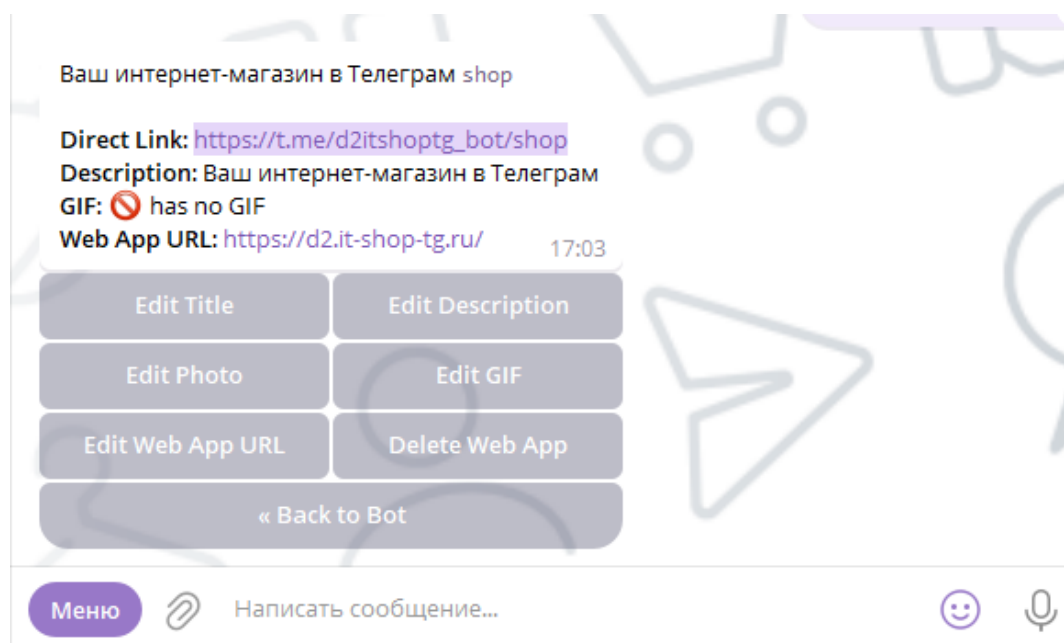 Ваш интернет-магазин в Телеграм shop
Direct Link: https://t.me/d2itshoptg_bot/shop
Description: Ваш интернет-магазин в Телеграм
GIF: 🚫 has no GIF
Web App URL: https://d2.it-shop-tg.ru/
17:03
Edit Title
Edit Description
Edit Photo
Edit GIF
Edit Web App URL
Delete Web App
« Back to Bot
Меню
Написать сообщение...